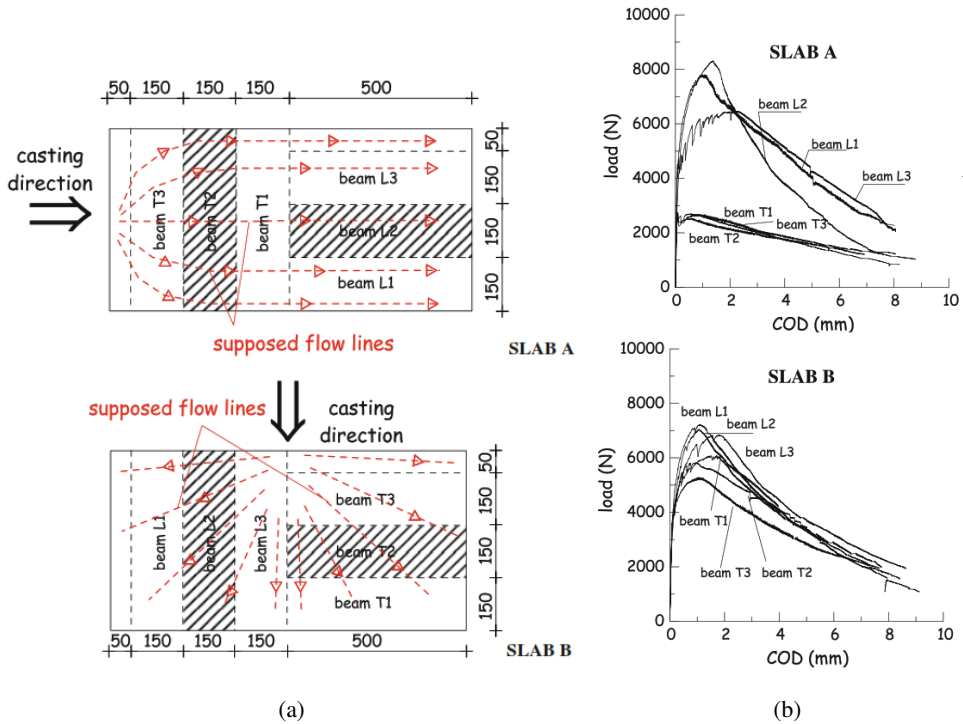 50 150 150 150 500
casting
direction
beam T3
beam T2
beam T1
beam L3
beam L2
beam L1
50
150
150
150
supposed flow lines
SLAB A
supposed flow lines
casting
direction
beam L1
beam L2
beam L3
beam T3
beam T2
beam T1
50
150
150
150
50 150 150 150 500
SLAB B
(a)
SLAB A
10000
8000
6000
4000
2000
0
load (N)
beam L2
beam L1
beam L3
beam T1
beam T3
beam T2
0 2 4 6 8 10
COD (mm)
SLAB B
10000
8000
6000
4000
2000
0
load (N)
beam L1
beam L2
beam L3
beam T1
beam T3
beam T2
0 2 4 6 8 10
COD (mm)
(b)